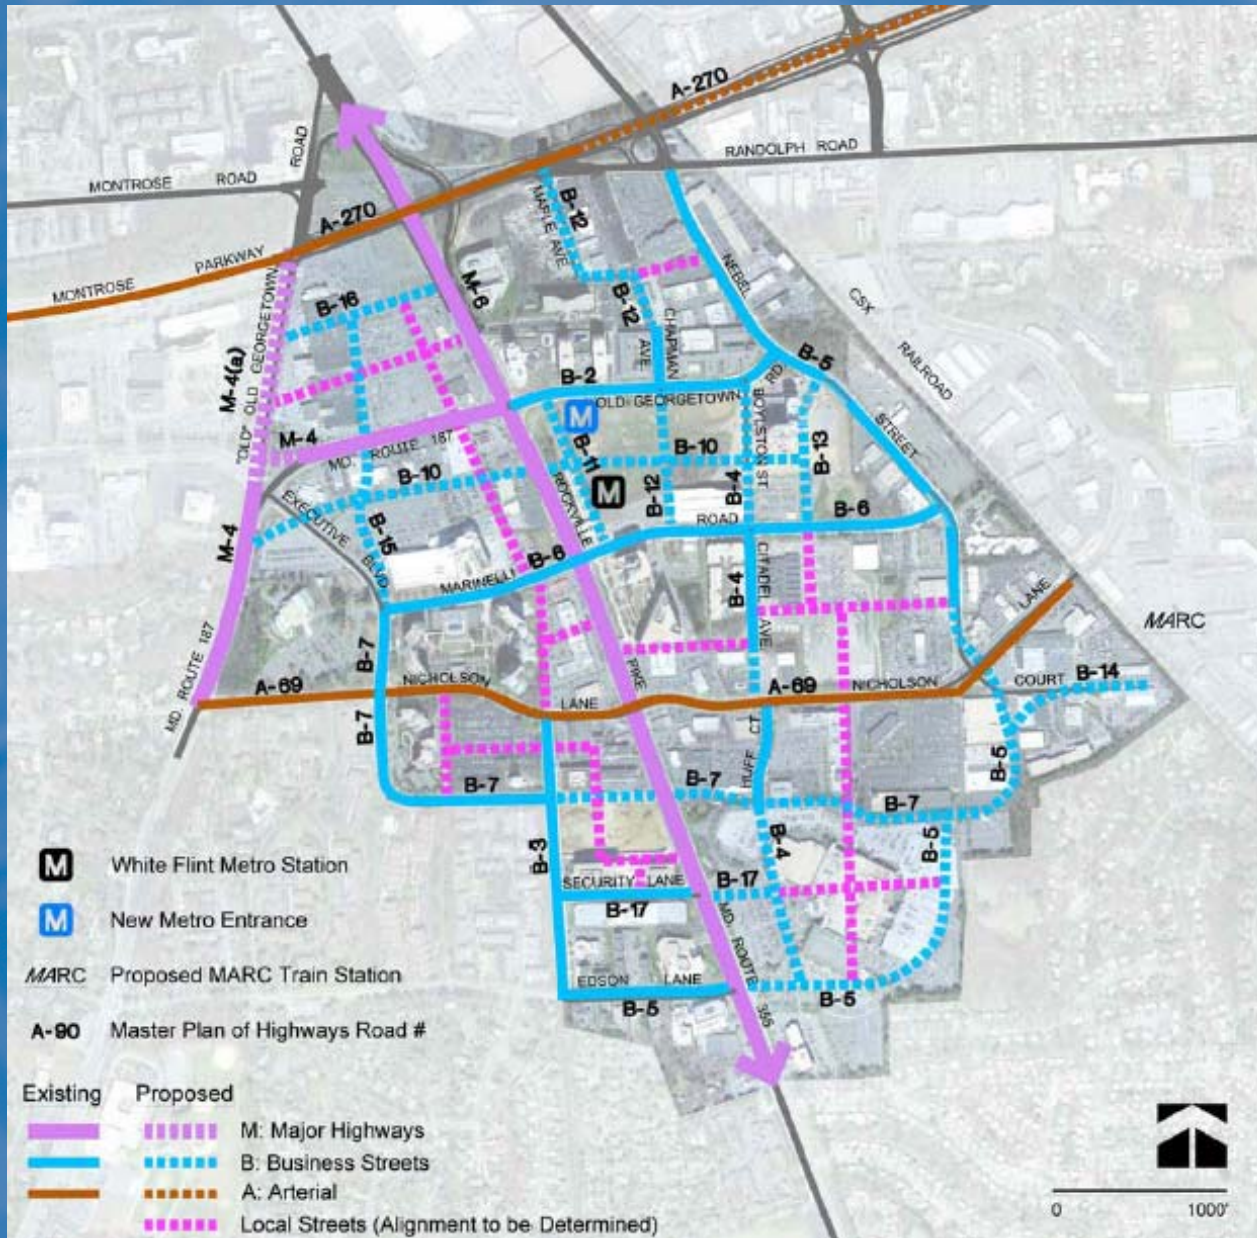 A-270
RANDOLPH ROAD
ROAD
MONTROSE ROAD
A-270
B-12
MAPLE AVE
MONTROSE PARKWAY
"OLD" OLD GEORGETOWN
M-6
NEBEL
CSX
RAILROAD
B-16
B-12
CHAPMAN
AVE
B-5
M-4(a)
B-2
OLD GEORGETOWN
RD
BOYLSTON ST.
B-13
STREET
M
M-4
MD. ROUTE 187
B-11
B-10
B-10
B-4
B-12
M
ROCKVILLE
ROAD
B-6
EXECUTIVE
BLVD
B-15
M-4
MARINELLI
B-6
B-4
CITADEL
AVE.
LANE
MARC
MD. ROUTE 187
B-7
A-69
NICHOLSON
LANE
PIKE
A-69
NICHOLSON
COURT
B-14
B-7
HUFF CT
B-5
B-7
B-7
B-7
B-3
B-4
B-5
SECURITY LANE
B-17
B-17
MD. ROUTE
355
EDSON LANE
B-5
B-5
M White Flint Metro Station
M New Metro Entrance
MARC Proposed MARC Train Station
A-90 Master Plan of Highways Road #
Existing Proposed
M: Major Highways
B: Business Streets
A: Arterial
Local Streets (Alignment to be Determined)
0 1000'